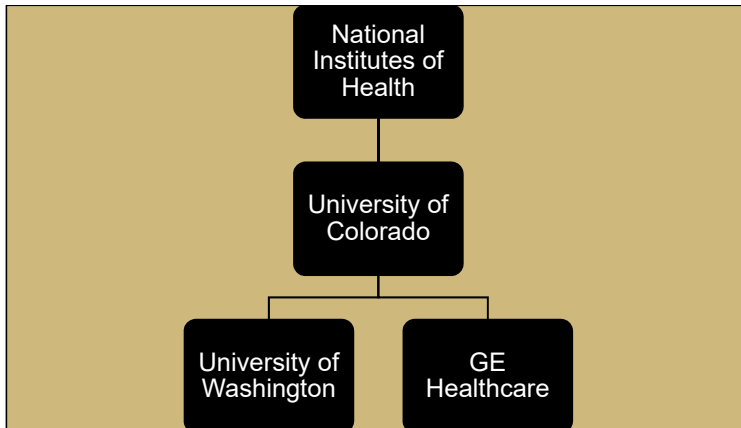 National
Institutes of
Health
University of
Colorado
University of
Washington
GE
Healthcare